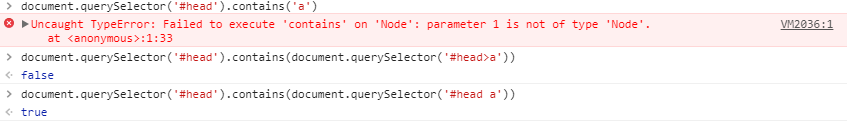 document.querySelector('#head').contains('a')
Uncaught TypeError: Failed to execute 'contains' on 'Node': parameter 1 is not of type 'Node'. VM2036:1
at <anonymous>:1:33
document.querySelector('#head').contains(document.querySelector('#head>a'))
false
document.querySelector('#head').contains(document.querySelector('#head a'))
true